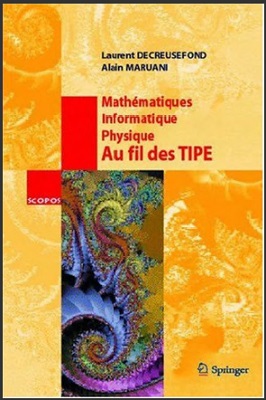 Laurent DECREUSEFOND
Alain MARUANI
Mathématiques
Informatique
Physique
Au fil des TIPE
SCOPOS
Springer